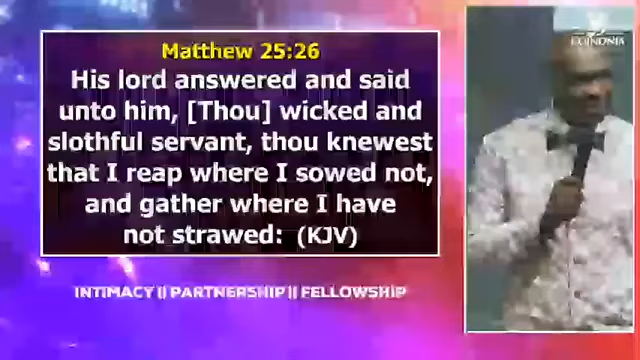 Matthew 25:26
His lord answered and said
unto him, [Thou] wicked and
slothful servant, thou knewest
that I reap where I sowed not,
and gather where I have
not strawed: (KJV)
INTIMACY || PARTNERSHIP || FELLOWSHIP
KOINONIA